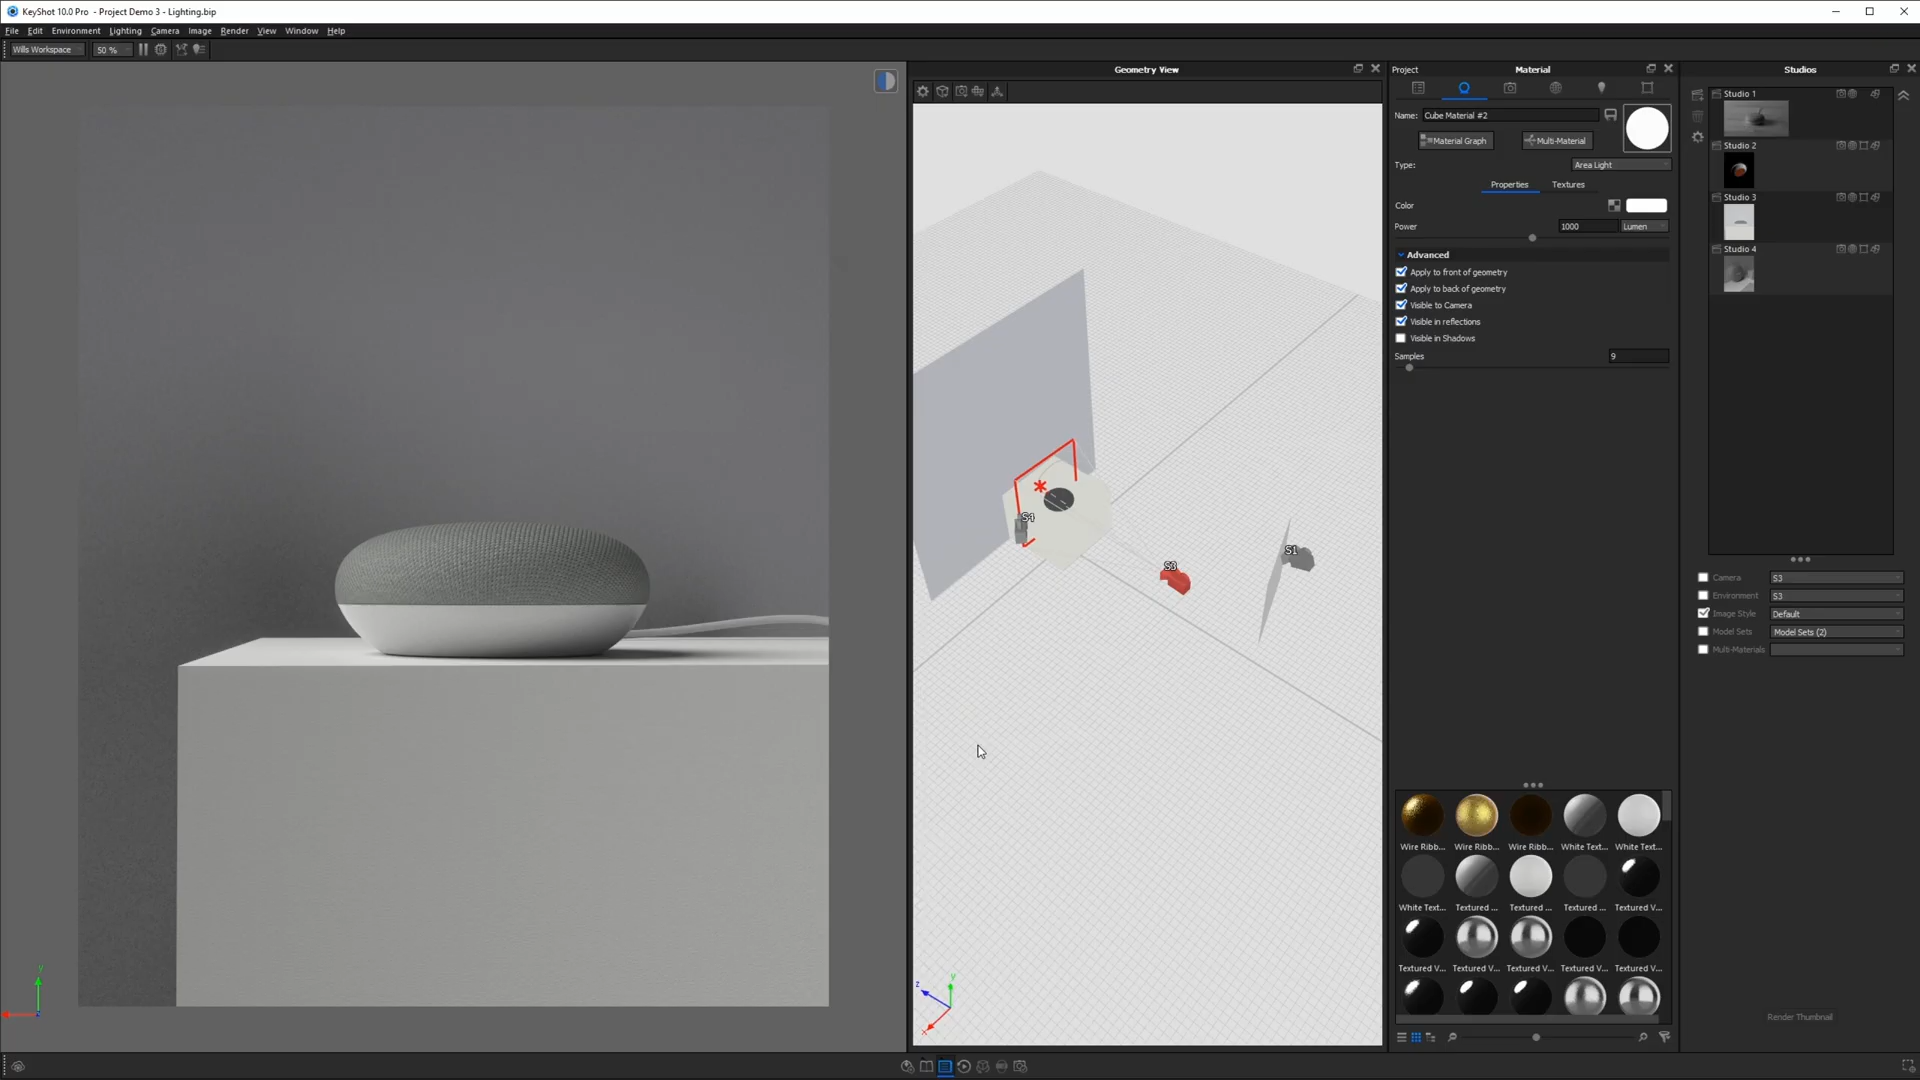 KeyShot 10.0 Pro - Project Demo 3 - Lighting.bip
File Edit Environment Lighting Camera Image Render View Window Help
Wills Workspace 50 %
Geometry View
Project Material
Studios
Name: Cube Material #2
Material Graph Multi-Material
Type: Area Light
Properties Textures
Color
Power 1000 Lumen
Advanced
Apply to front of geometry
Apply to back of geometry
Visible to Camera
Visible in reflections
Visible in Shadows
Samples 9
Studio 1
Studio 2
Studio 3
Studio 4
S4
S3
S1
Camera S3
Environment S3
Image Style Default
Model Sets Model Sets (2)
Multi-Materials
Wire Ribb... Wire Ribb... Wire Ribb... White Text... White Text...
White Text... Textured ... Textured ... Textured ... Textured V...
Textured V... Textured V... Textured V... Textured V... Textured V...
Render Thumbnail
y
z
y
x